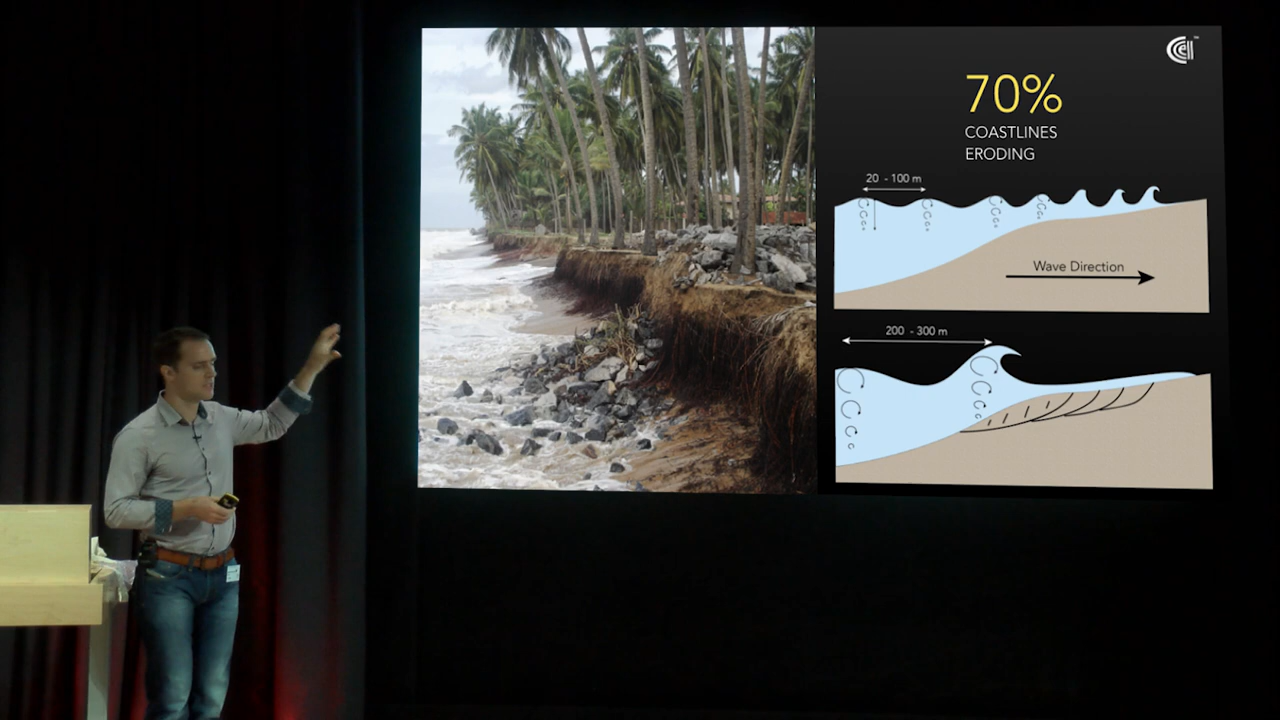 70%
COASTLINES
ERODING
20 - 100 m
Wave Direction
200 - 300 m